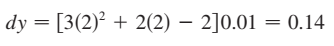 dy = [3(2)² + 2(2) − 2]0.01 = 0.14